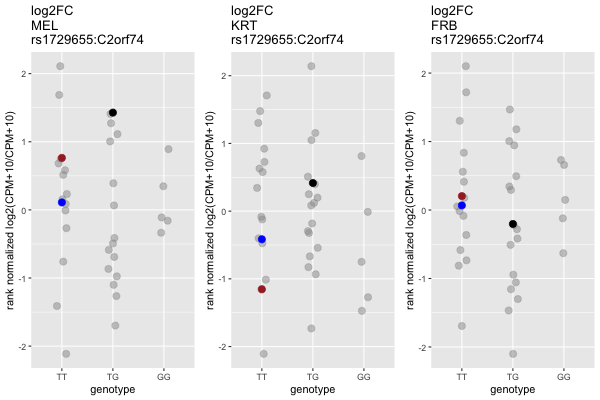 log2FC
MEL
rs1729655:C2orf74
rank normalized log2(CPM+10/CPM+10)
2
1
0
-1
-2
TT
TG
GG
genotype
log2FC
KRT
rs1729655:C2orf74
rank normalized log2(CPM+10/CPM+10)
2
1
0
-1
-2
TT
TG
GG
genotype
log2FC
FRB
rs1729655:C2orf74
rank normalized log2(CPM+10/CPM+10)
2
1
0
-1
-2
TT
TG
GG
genotype